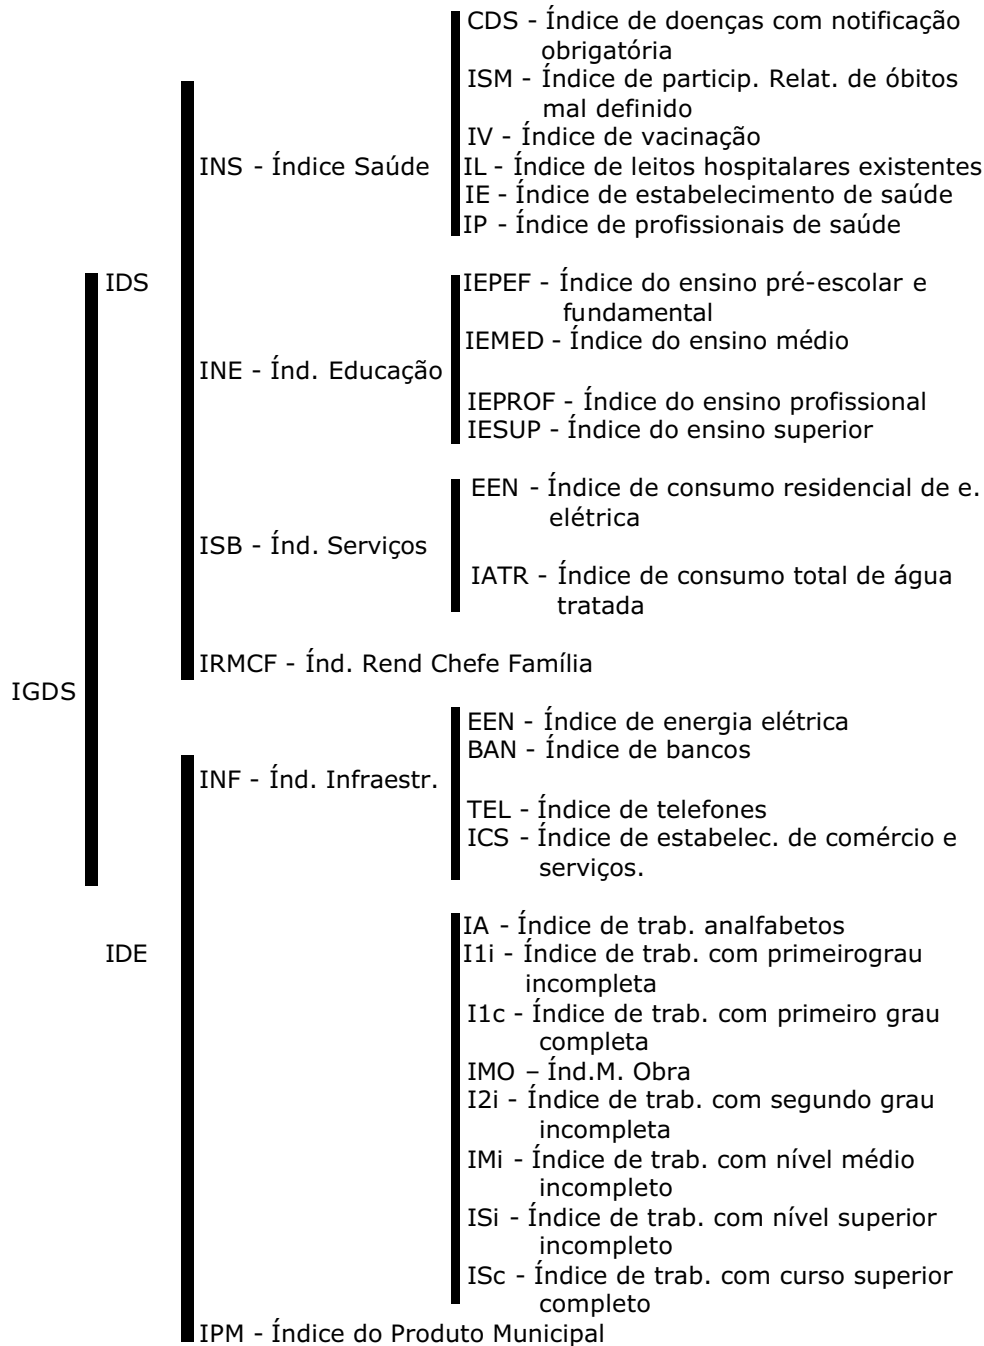 CDS - Índice de doenças com notificação
obrigatória
ISM - Índice de particip. Relat. de óbitos
mal definido
IV - Índice de vacinação
INS - Índice Saúde
IL - Índice de leitos hospitalares existentes
IE - Índice de estabelecimento de saúde
IP - Índice de profissionais de saúde
IDS
IEPEF - Índice do ensino pré-escolar e
fundamental
IEMED - Índice do ensino médio
INE - Índ. Educação
IEPROF - Índice do ensino profissional
IESUP - Índice do ensino superior
EEN - Índice de consumo residencial de e.
elétrica
ISB - Índ. Serviços
IATR - Índice de consumo total de água
tratada
IRMCF - Índ. Rend Chefe Família
IGDS
EEN - Índice de energia elétrica
BAN - Índice de bancos
INF - Índ. Infraestr.
TEL - Índice de telefones
ICS - Índice de estabelec. de comércio e
serviços.
IA - Índice de trab. analfabetos
IDE
I1i - Índice de trab. com primeirograu
incompleta
I1c - Índice de trab. com primeiro grau
completa
IMO – Índ.M. Obra
I2i - Índice de trab. com segundo grau
incompleta
IMi - Índice de trab. com nível médio
incompleto
ISi - Índice de trab. com nível superior
incompleto
ISc - Índice de trab. com curso superior
completo
IPM - Índice do Produto Municipal